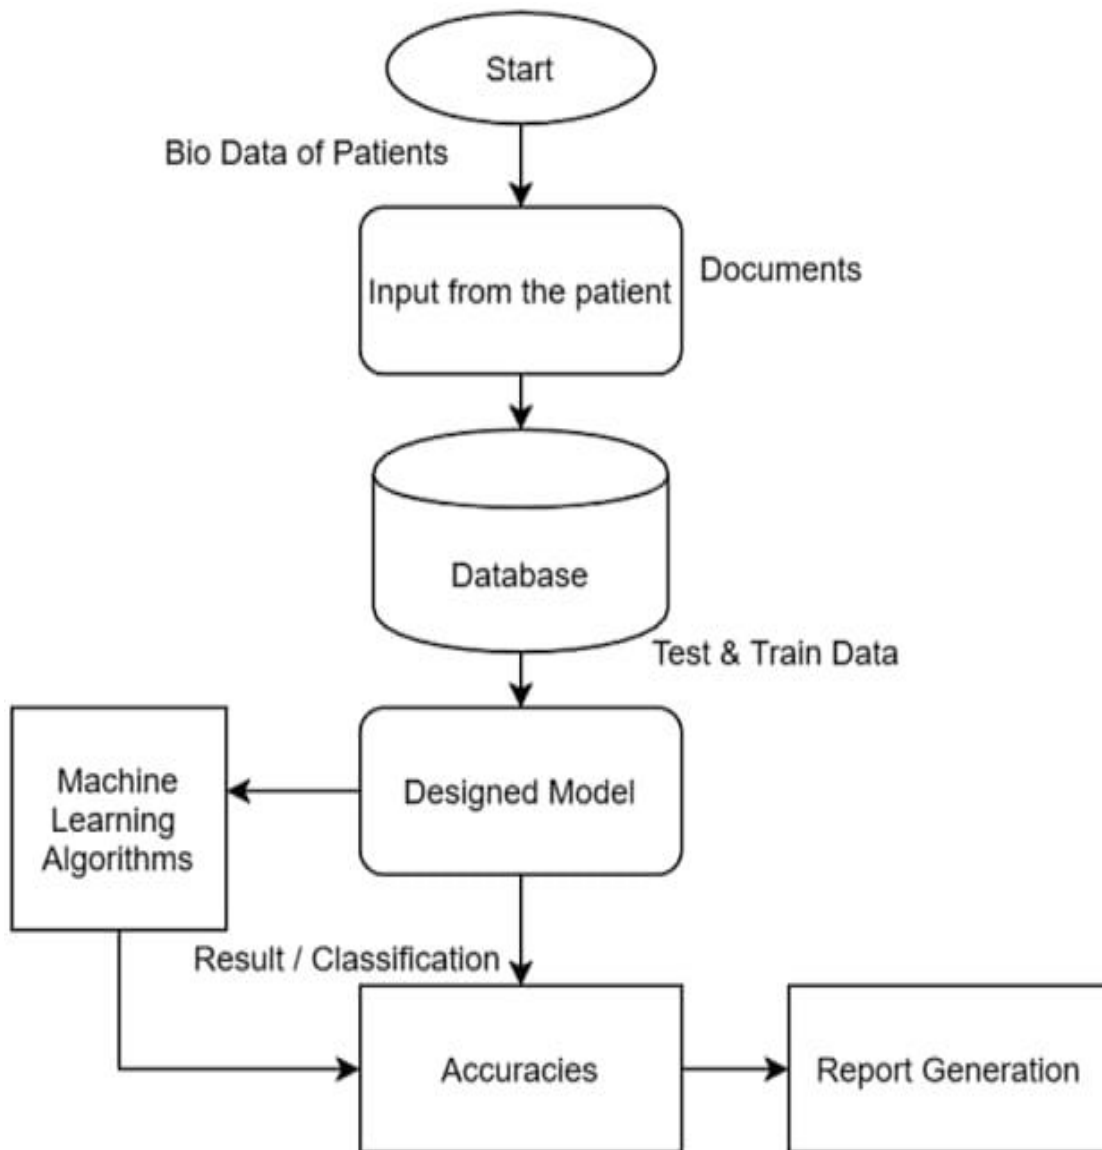 Start
Bio Data of Patients
Input from the patient
Documents
Database
Test & Train Data
Machine
Learning
Algorithms
Designed Model
Result / Classification
Accuracies
Report Generation